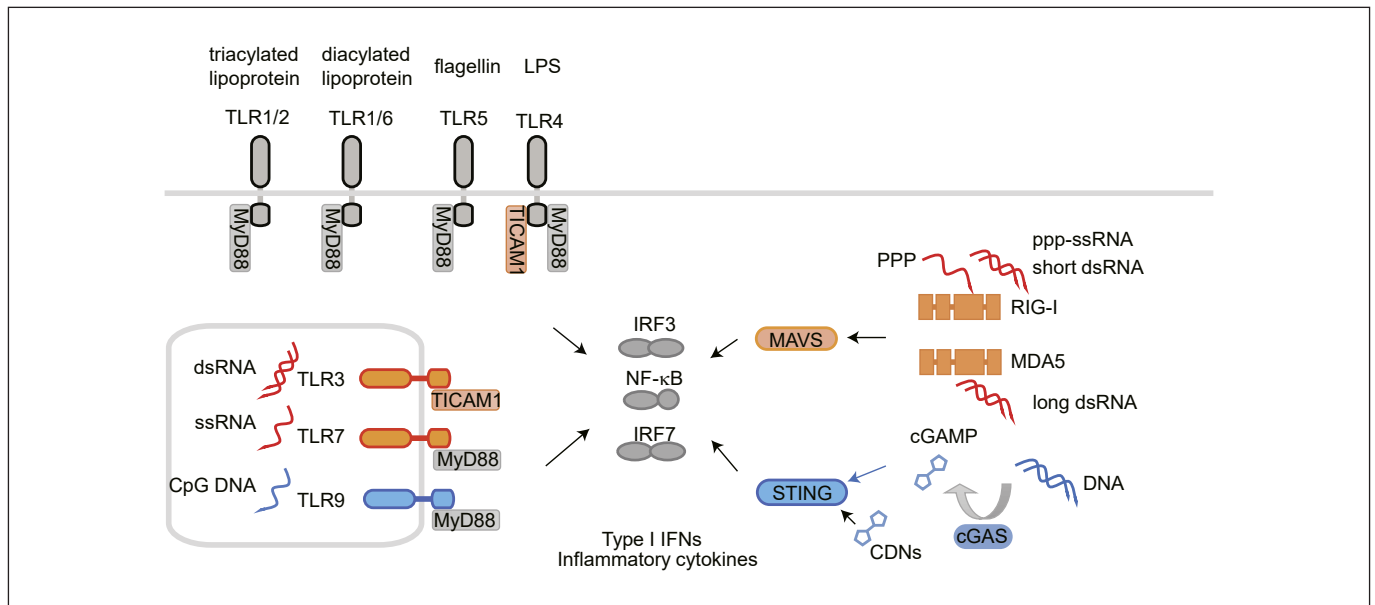 triacylated
lipoprotein
diacylated
lipoprotein
flagellin
LPS
TLR1/2
TLR1/6
TLR5
TLR4
MyD88
MyD88
MyD88
TICAM1
MyD88
PPP
ppp-ssRNA
short dsRNA
RIG-I
MDA5
long dsRNA
MAVS
IRF3
NF-κB
IRF7
dsRNA
TLR3
TICAM1
ssRNA
TLR7
MyD88
CpG DNA
TLR9
MyD88
cGAMP
DNA
STING
cGAS
CDNs
Type I IFNs
Inflammatory cytokines